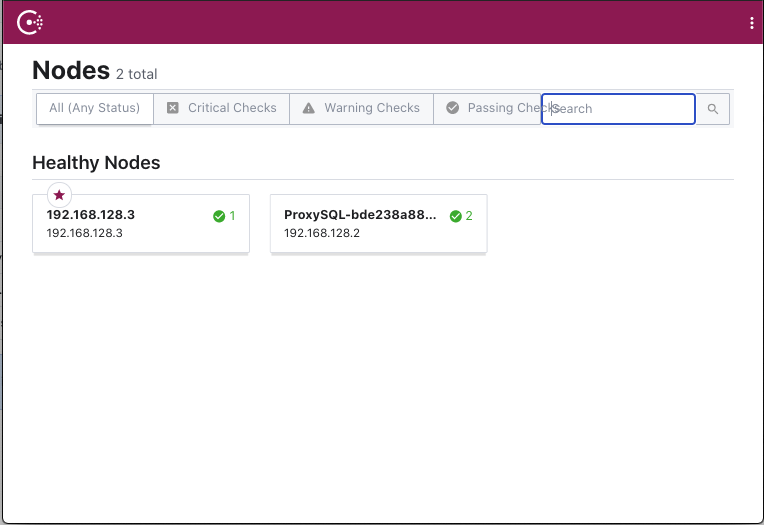 Nodes 2 total
All (Any Status) Critical Checks Warning Checks Passing Checks Search
Healthy Nodes
192.168.128.3 1
192.168.128.3
ProxySQL-bde238a88... 2
192.168.128.2